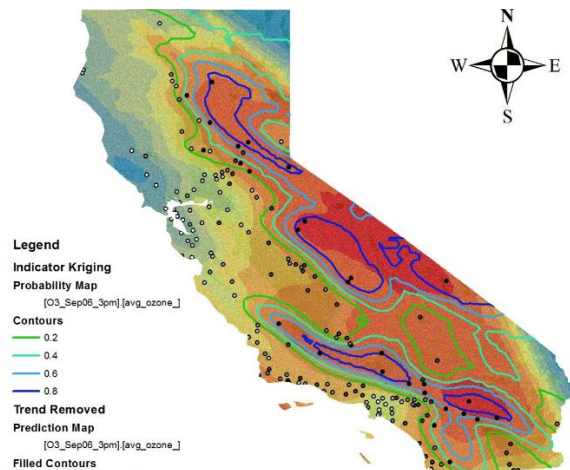 N
W
E
S
Legend
Indicator Kriging
Probability Map
[O3_Sep06_3pm].[avg_ozone_]
Contours
0.2
0.4
0.6
0.8
Trend Removed
Prediction Map
[O3_Sep06_3pm].[avg_ozone_]
Filled Contours